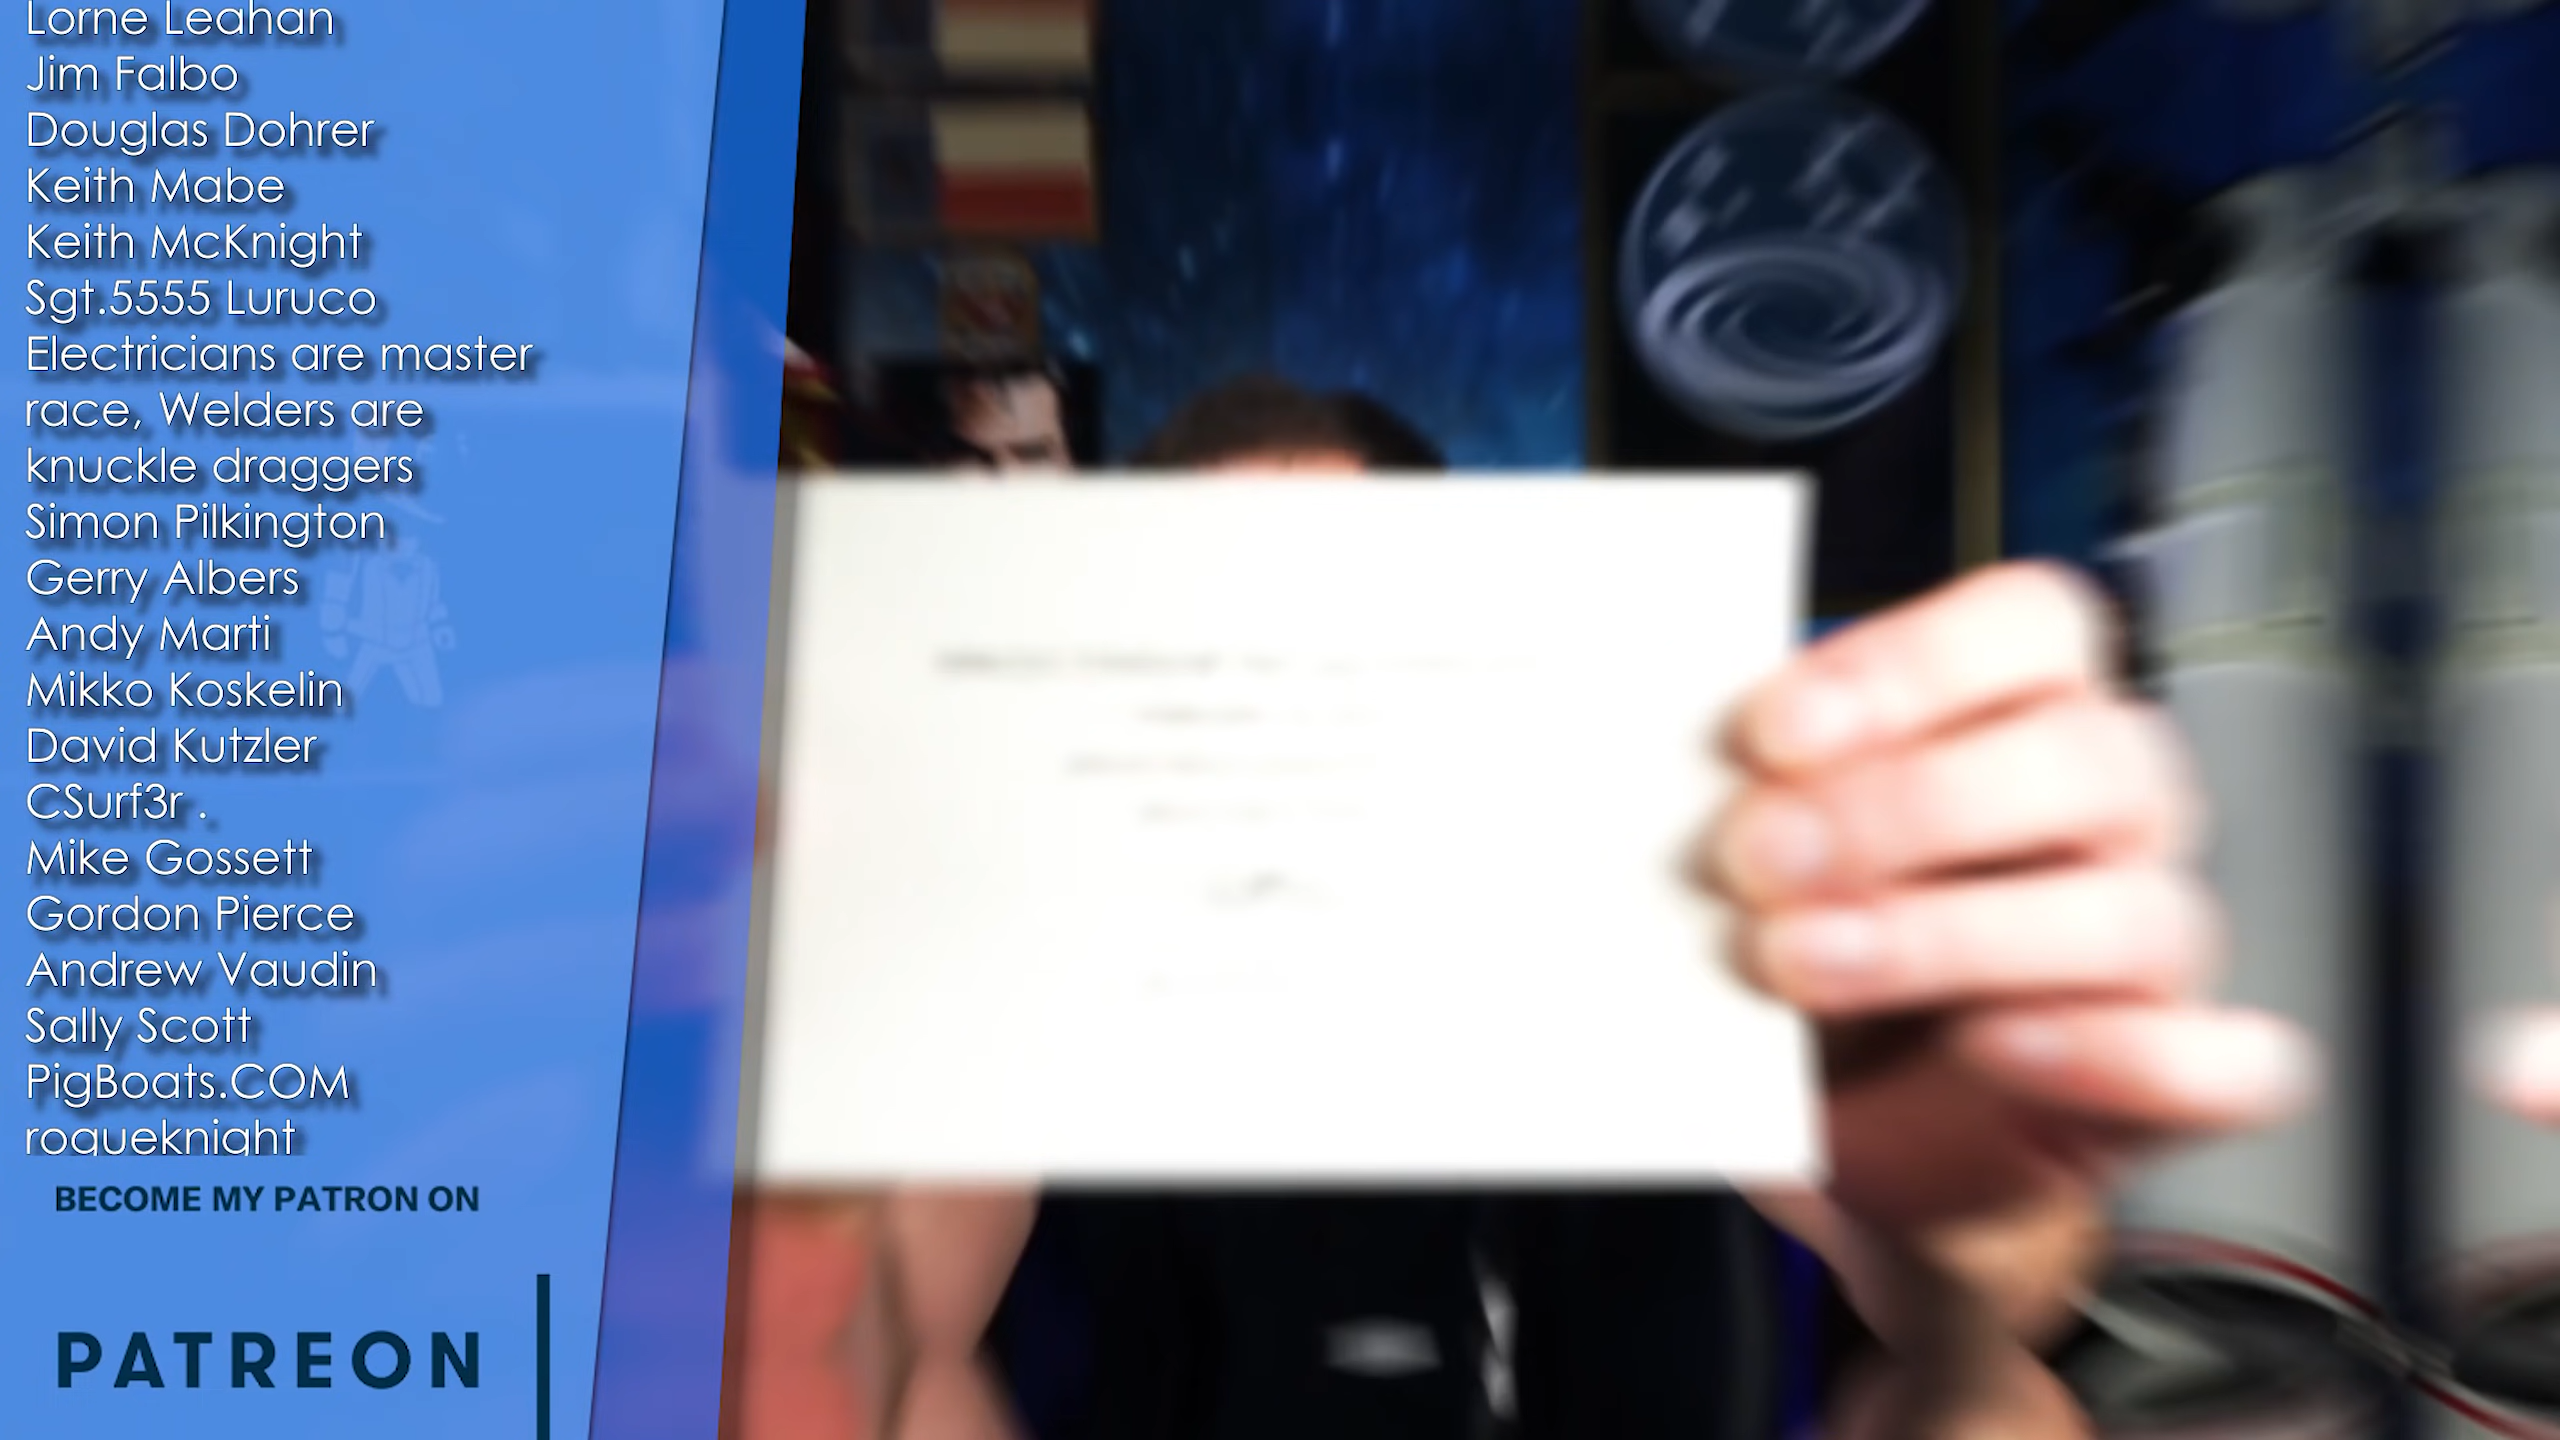 Lorne Leahan
Jim Falbo
Douglas Dohrer
Keith Mabe
Keith McKnight
Sgt.5555 Luruco
Electricians are master
race, Welders are
knuckle draggers
Simon Pilkington
Gerry Albers
Andy Marti
Mikko Koskelin
David Kutzler
CSurf3r .
Mike Gossett
Gordon Pierce
Andrew Vaudin
Sally Scott
PigBoats.COM
rogueknight
BECOME MY PATRON ON
PATREON